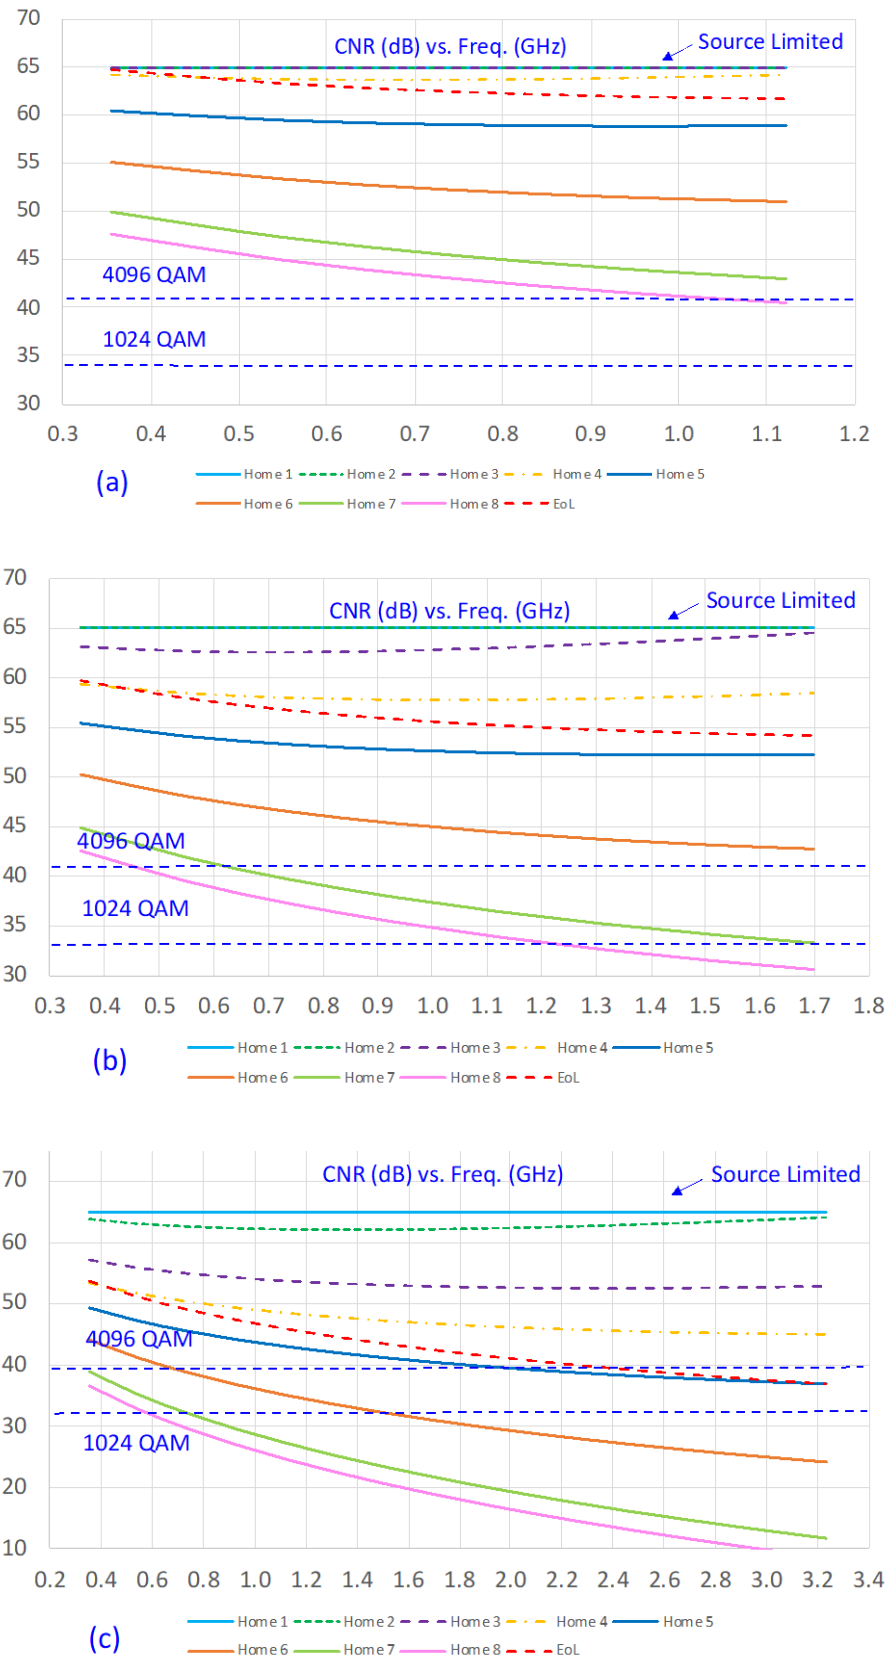 70
CNR (dB) vs. Freq. (GHz)
Source Limited
65
60
55
50
45
4096 QAM
40
1024 QAM
35
30
0.3 0.4 0.5 0.6 0.7 0.8 0.9 1.0 1.1 1.2
(a)
Home 1 Home 2 Home 3 Home 4 Home 5
Home 6 Home 7 Home 8 EoL
70
CNR (dB) vs. Freq. (GHz)
Source Limited
65
60
55
50
45
4096 QAM
40
1024 QAM
35
30
0.3 0.4 0.5 0.6 0.7 0.8 0.9 1.0 1.1 1.2 1.3 1.4 1.5 1.6 1.7 1.8
(b)
Home 1 Home 2 Home 3 Home 4 Home 5
Home 6 Home 7 Home 8 EoL
70
CNR (dB) vs. Freq. (GHz)
Source Limited
60
50
4096 QAM
40
30
1024 QAM
20
10
0.2 0.4 0.6 0.8 1.0 1.2 1.4 1.6 1.8 2.0 2.2 2.4 2.6 2.8 3.0 3.2 3.4
(c)
Home 1 Home 2 Home 3 Home 4 Home 5
Home 6 Home 7 Home 8 EoL